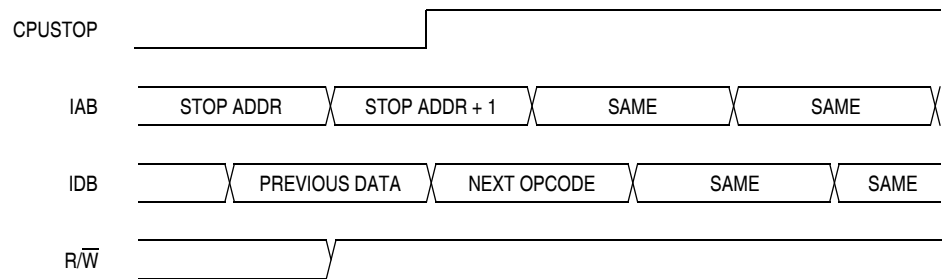 CPUSTOP
IAB STOP ADDR STOP ADDR + 1 SAME SAME
IDB PREVIOUS DATA NEXT OPCODE SAME SAME
R/W̅